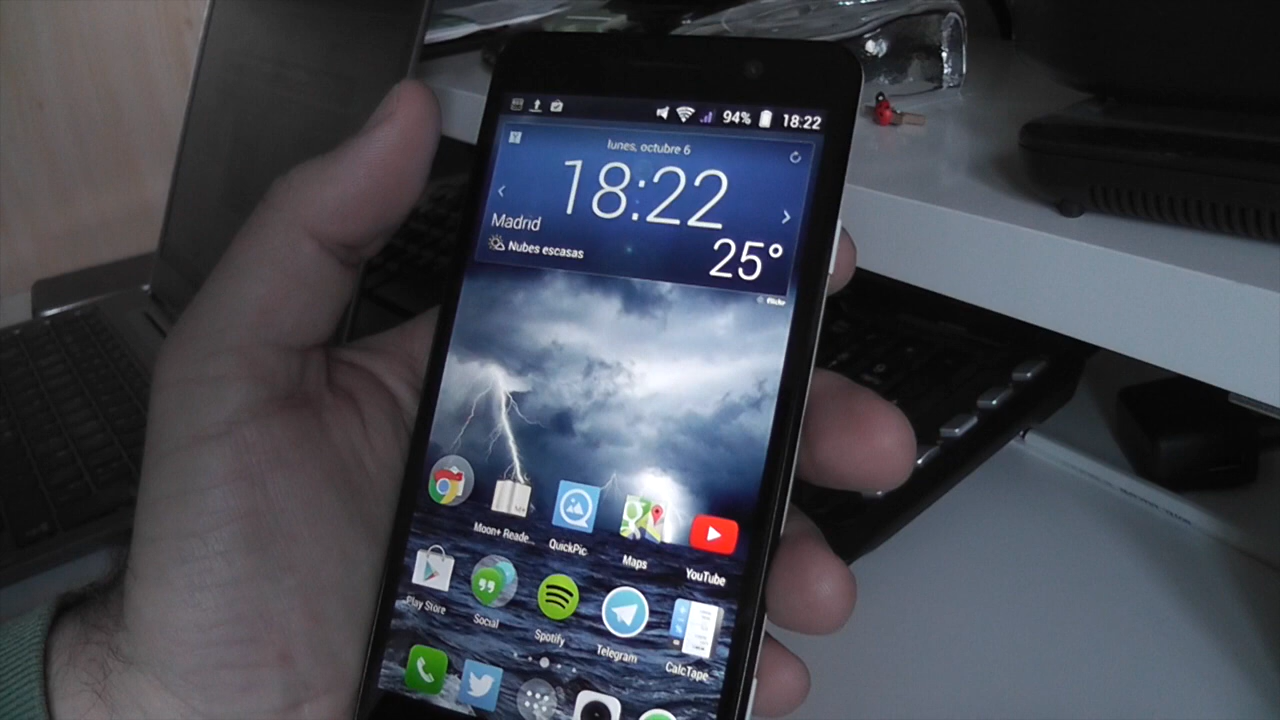 94% 18:22
lunes, octubre 6
18:22
Madrid
Nubes escasas
25°
flickr
Moon+ Reade...
QuickPic
Maps
YouTube
Play Store
Social
Spotify
Telegram
CalcTape